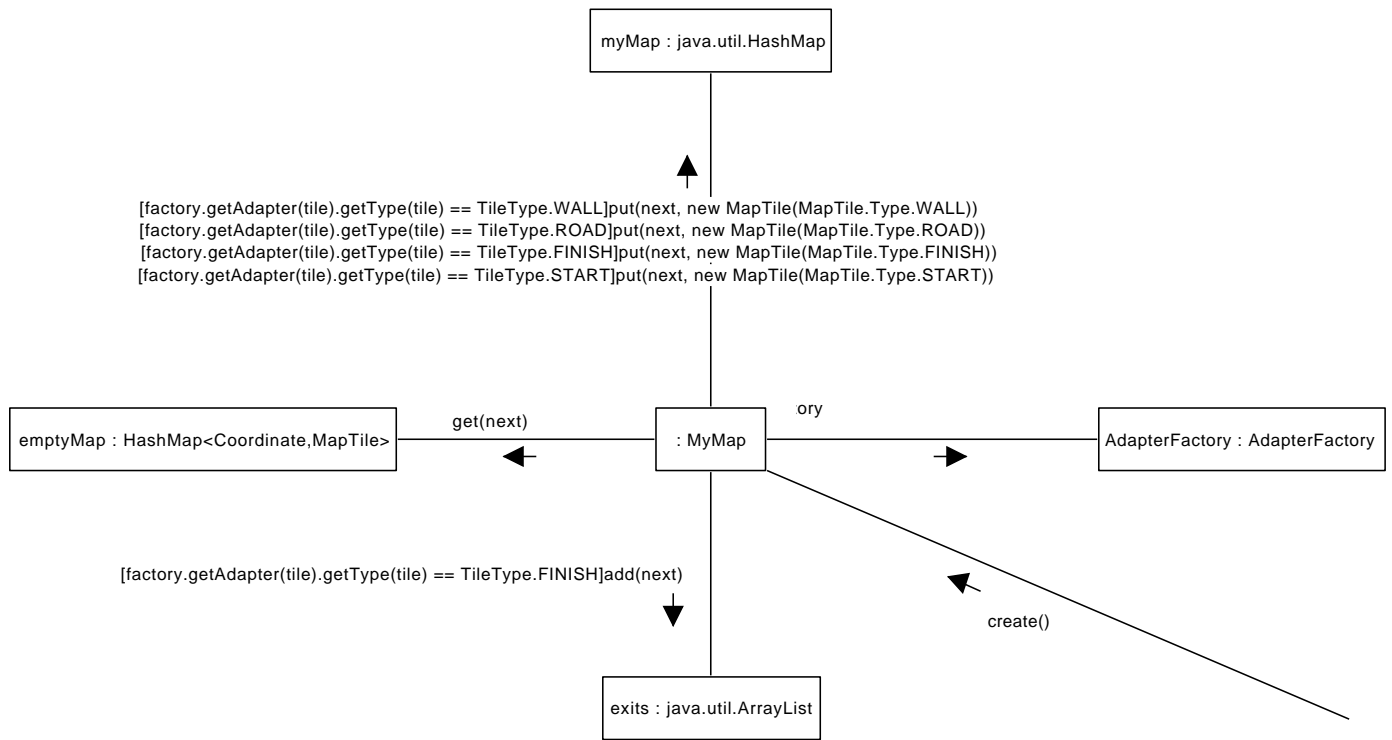 myMap : java.util.HashMap
[factory.getAdapter(tile).getType(tile) == TileType.WALL]put(next, new MapTile(MapTile.Type.WALL))
[factory.getAdapter(tile).getType(tile) == TileType.ROAD]put(next, new MapTile(MapTile.Type.ROAD))
[factory.getAdapter(tile).getType(tile) == TileType.FINISH]put(next, new MapTile(MapTile.Type.FINISH))
[factory.getAdapter(tile).getType(tile) == TileType.START]put(next, new MapTile(MapTile.Type.START))
emptyMap : HashMap<Coordinate,MapTile>
get(next)
: MyMap
AdapterFactory : AdapterFactory
[factory.getAdapter(tile).getType(tile) == TileType.FINISH]add(next)
create()
exits : java.util.ArrayList